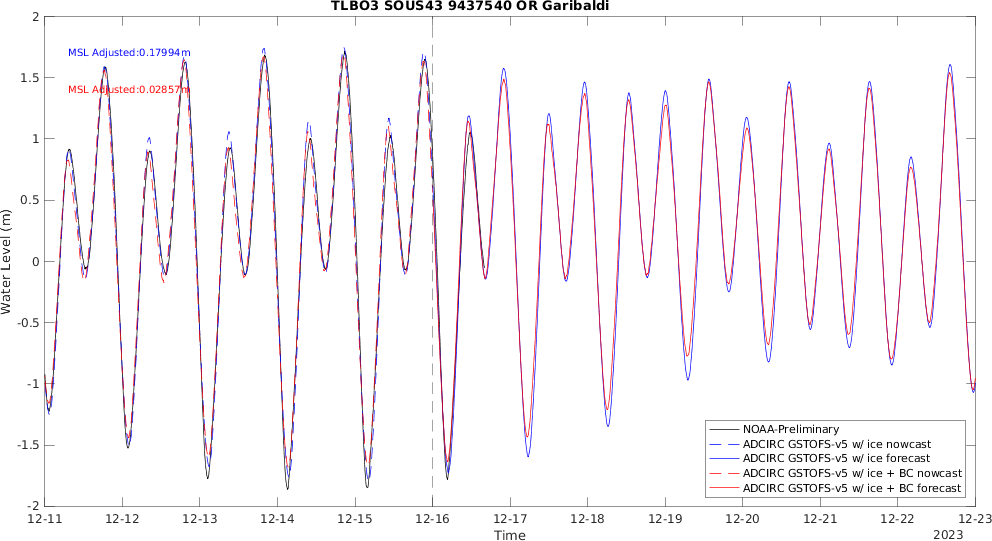 TLBO3 SOUS43 9437540 OR Garibaldi
MSL Adjusted:0.17994m
MSL Adjusted:0.02857m
Water Level (m)
2
1.5
1
0.5
0
-0.5
-1
-1.5
-2
NOAA-Preliminary
ADCIRC GSTOFS-v5 w/ ice nowcast
ADCIRC GSTOFS-v5 w/ ice forecast
ADCIRC GSTOFS-v5 w/ ice + BC nowcast
ADCIRC GSTOFS-v5 w/ ice + BC forecast
12-11 12-12 12-13 12-14 12-15 12-16 12-17 12-18 12-19 12-20 12-21 12-22 12-23
Time
2023